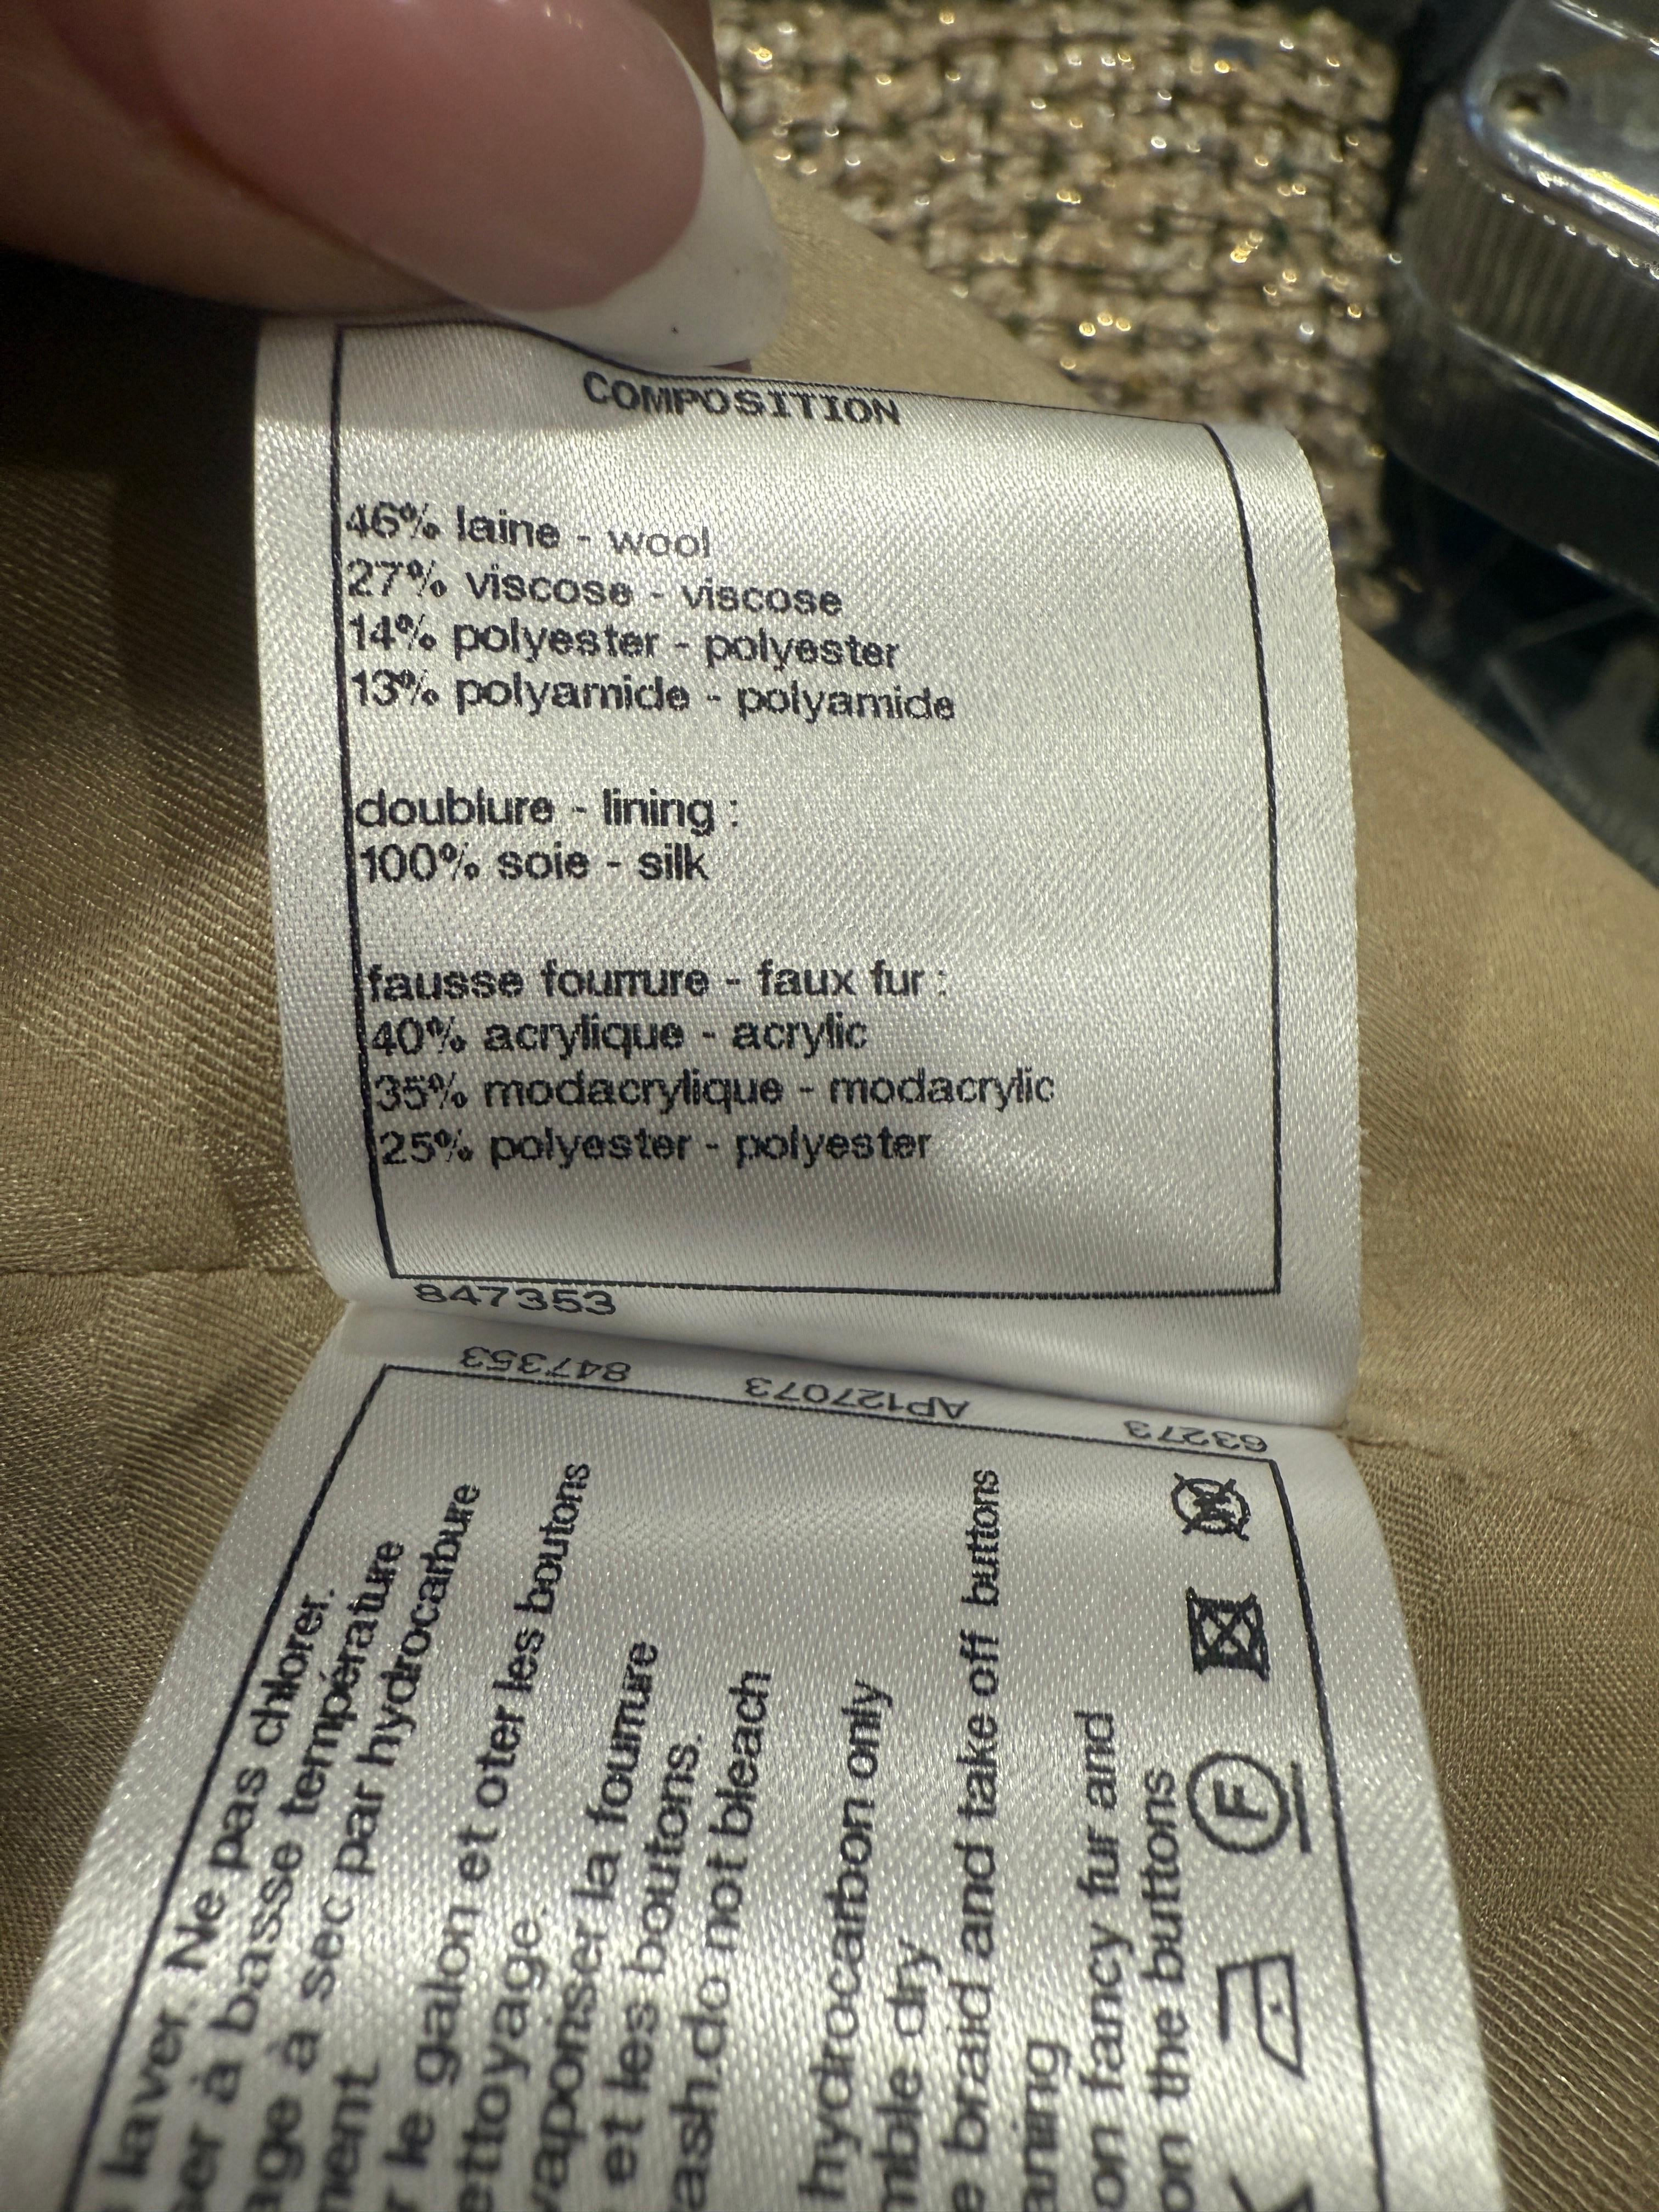 COMPOSITION
46% laine - wool
27% viscose - viscose
14% polyester - polyester
13% polyamide - polyamide
doublure - lining :
100% soie - silk
fausse fourrure - faux fur :
40% acrylique - acrylic
35% modacrylique - modacrylic
25% polyester - polyester
847353
63273 AP127073 847353
laver. Ne pas chlorer.
à basse température
à sec par hydrocarbure
le galon et oter les boutons
la fourrure
et les boutons.
do not bleach
hydrocarbon only
dry
braid and take off buttons
on fancy fur and
on the buttons
F